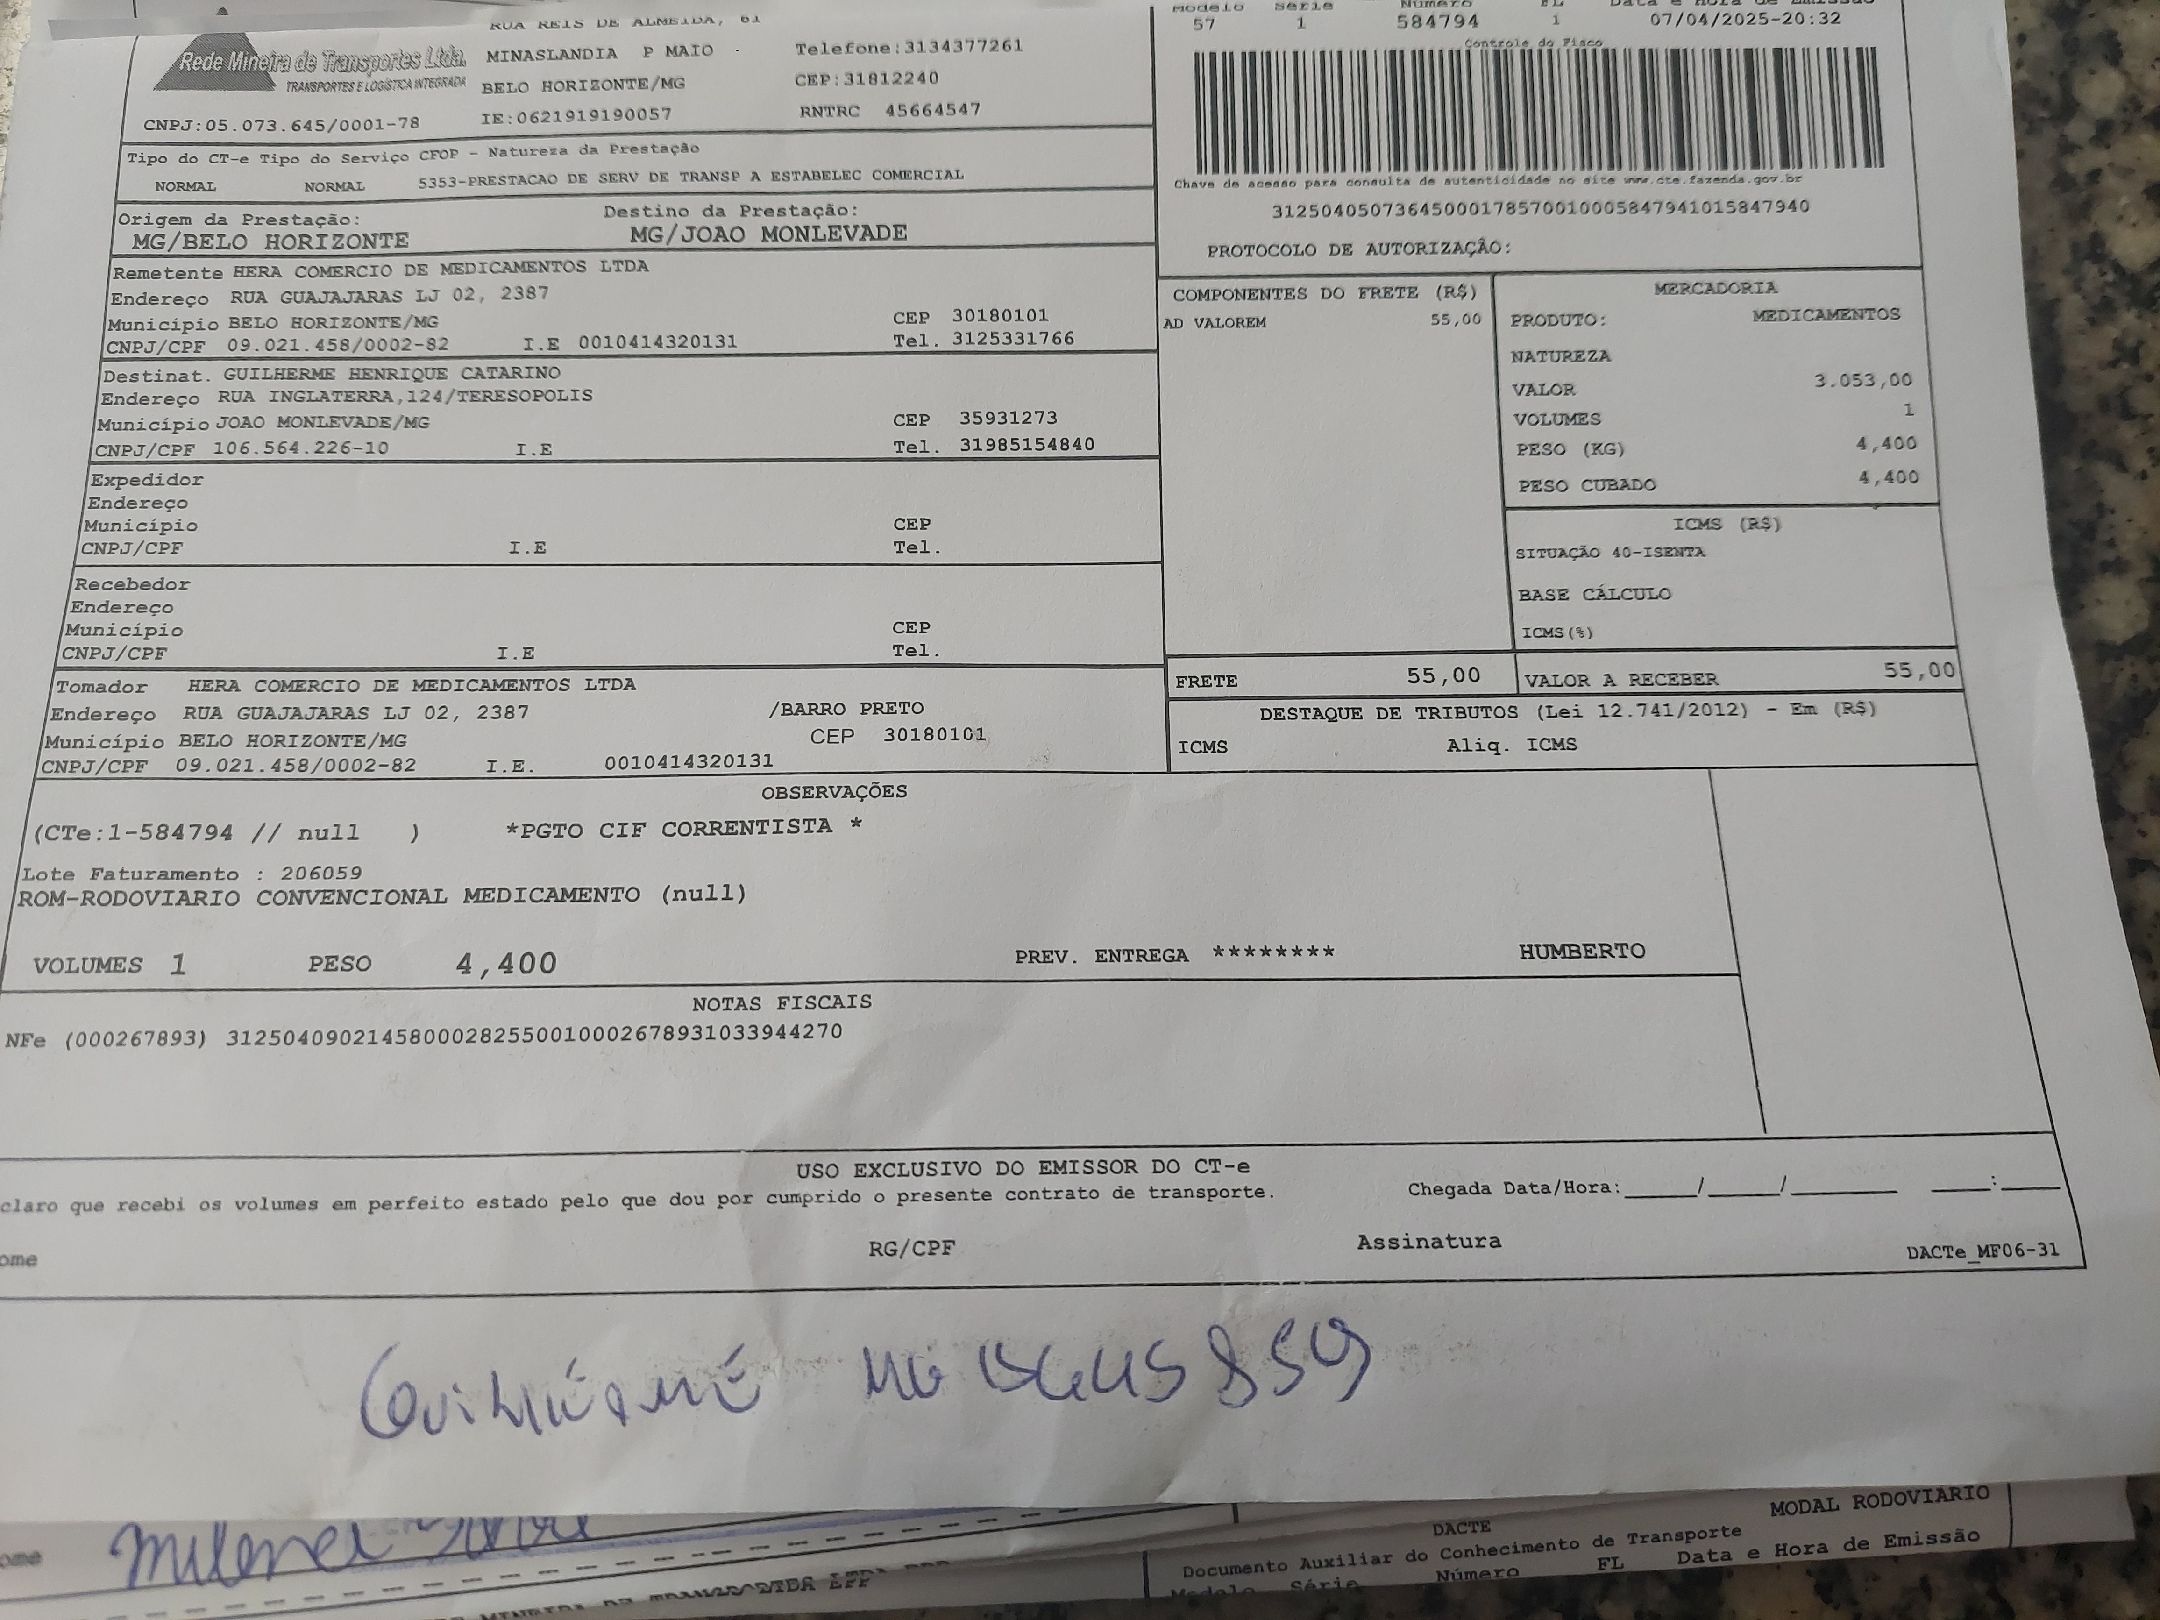 RUA REIS DE ALMEIDA, 61
Rede Mineira de Transportes Ltda.
TRANSPORTES E LOGÍSTICA INTEGRADA
MINASLANDIA P MAIO
Telefone:3134377261
BELO HORIZONTE/MG
CEP:31812240
CNPJ:05.073.645/0001-78
IE:0621919190057
RNTRC 45664547
Modelo Série Número FL Data e Hora de Emissão
57 1 584794 1 07/04/2025-20:32
Controle do Fisco
Chave de acesso para consulta de autenticidade no site www.cte.fazenda.gov.br
31250405073645000178570010005847941015847940
PROTOCOLO DE AUTORIZAÇÃO:
Tipo do CT-e Tipo do Serviço CFOP - Natureza da Prestação
NORMAL NORMAL 5353-PRESTACAO DE SERV DE TRANSP A ESTABELEC COMERCIAL
Origem da Prestação: Destino da Prestação:
MG/BELO HORIZONTE MG/JOAO MONLEVADE
Remetente HERA COMERCIO DE MEDICAMENTOS LTDA
Endereço RUA GUAJAJARAS LJ 02, 2387
Município BELO HORIZONTE/MG CEP 30180101
CNPJ/CPF 09.021.458/0002-82 I.E 0010414320131 Tel. 3125331766
Destinat. GUILHERME HENRIQUE CATARINO
Endereço RUA INGLATERRA,124/TERESOPOLIS
Município JOAO MONLEVADE/MG CEP 35931273
CNPJ/CPF 106.564.226-10 I.E Tel. 31985154840
Expedidor
Endereço
Município CEP
CNPJ/CPF I.E Tel.
Recebedor
Endereço
Município CEP
CNPJ/CPF I.E Tel.
Tomador HERA COMERCIO DE MEDICAMENTOS LTDA
Endereço RUA GUAJAJARAS LJ 02, 2387 /BARRO PRETO
Município BELO HORIZONTE/MG CEP 30180101
CNPJ/CPF 09.021.458/0002-82 I.E. 0010414320131
COMPONENTES DO FRETE (R$)
AD VALOREM 55,00
MERCADORIA
PRODUTO: MEDICAMENTOS
NATUREZA
VALOR 3.053,00
VOLUMES 1
PESO (KG) 4,400
PESO CUBADO 4,400
ICMS (R$)
SITUAÇÃO 40-ISENTA
BASE CÁLCULO
ICMS(%)
FRETE 55,00 VALOR A RECEBER 55,00
DESTAQUE DE TRIBUTOS (Lei 12.741/2012) - Em (R$)
ICMS Aliq. ICMS
OBSERVAÇÕES
(CTe:1-584794 // null ) *PGTO CIF CORRENTISTA *
Lote Faturamento : 206059
ROM-RODOVIARIO CONVENCIONAL MEDICAMENTO (null)
VOLUMES 1 PESO 4,400 PREV. ENTREGA ******** HUMBERTO
NOTAS FISCAIS
NFe (000267893) 31250409021458000282550010002678931033944270
USO EXCLUSIVO DO EMISSOR DO CT-e
claro que recebi os volumes em perfeito estado pelo que dou por cumprido o presente contrato de transporte. Chegada Data/Hora:____/____/______ ___:___
ome RG/CPF Assinatura DACTe_MF06-31
Guilherme MG
ome Milena
DACTE MODAL RODOVIÁRIO
Documento Auxiliar do Conhecimento de Transporte
Modelo Série Número FL Data e Hora de Emissão